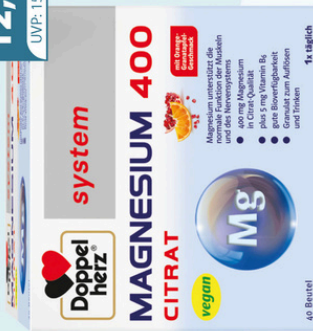 12,
UVP: 15
Doppel
herz®
system
MAGNESIUM 400
CITRAT
mit Orange-
Granatapfel-
Geschmack
vegan
Mg
Magnesium unterstützt die
normale Funktion der Muskeln
und des Nervensystems
● 400 mg Magnesium
in Citrat-Qualität
● plus 5 mg Vitamin B6
● gute Bioverfügbarkeit
● Granulat zum Auflösen
und Trinken
40 Beutel
1x täglich